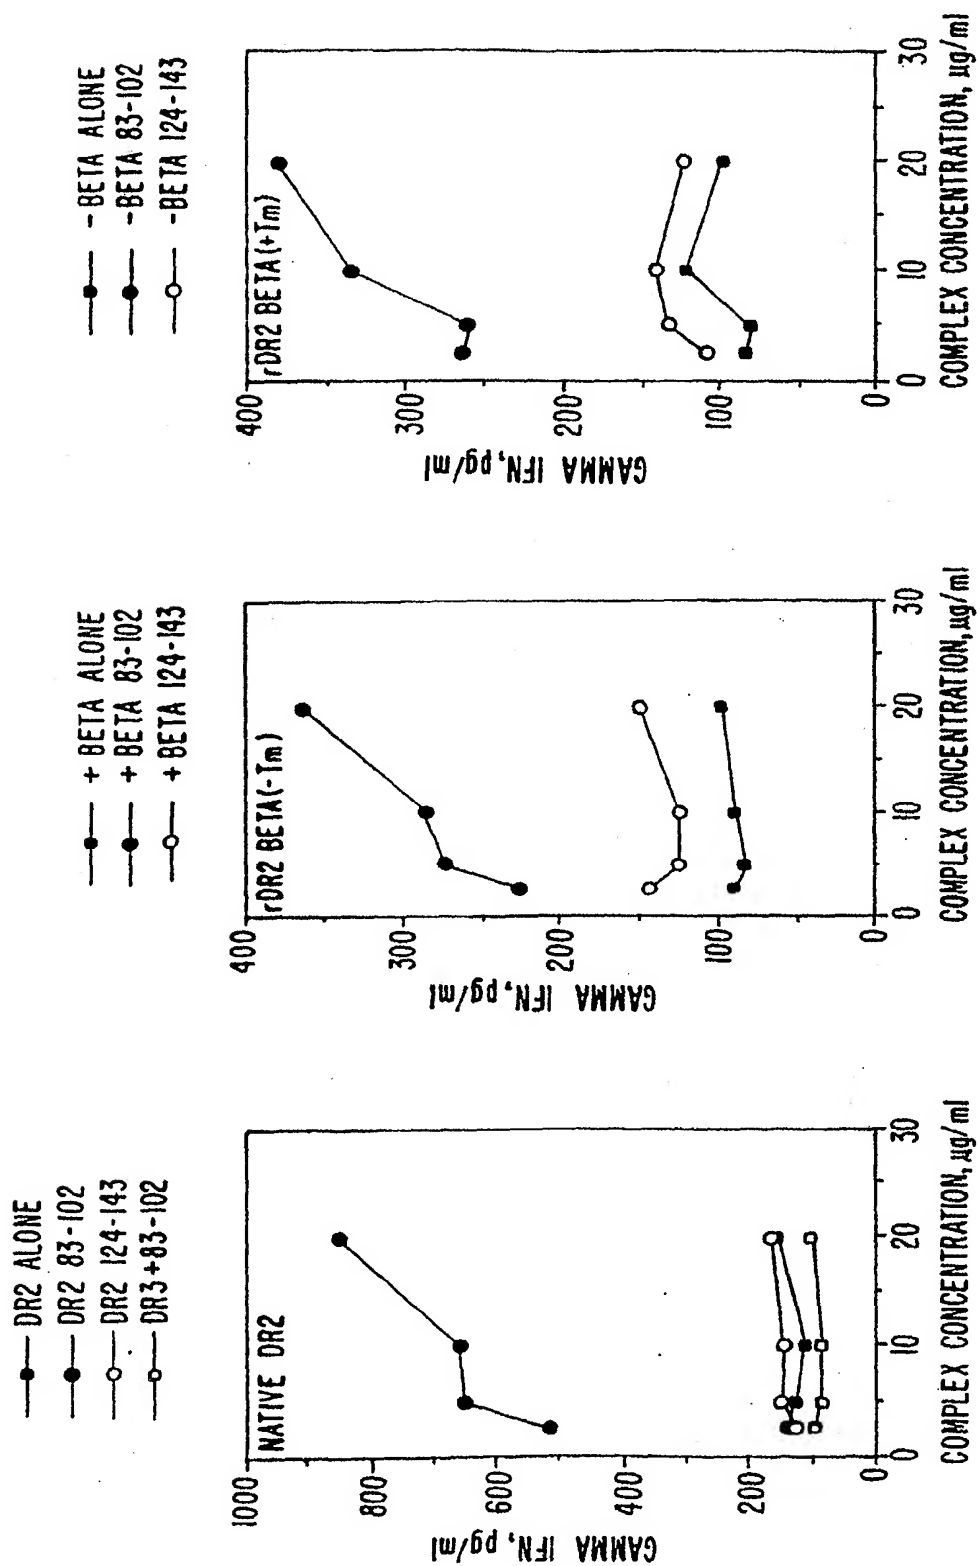 DR2 ALONE
DR2 83-102
DR2 124-143
DR3+83-102
NATIVE DR2
1000
800
600
400
200
0
GAMMA IFN, pg/ml
0
10
20
30
COMPLEX CONCENTRATION, µg/ml
+ BETA ALONE
+ BETA 83-102
+ BETA 124-143
rDR2 BETA(-Tm)
400
300
200
100
0
GAMMA IFN, pg/ml
0
10
20
30
COMPLEX CONCENTRATION, µg/ml
-BETA ALONE
-BETA 83-102
-BETA 124-143
rDR2 BETA(+Tm)
400
300
200
100
0
GAMMA IFN, pg/ml
0
10
20
30
COMPLEX CONCENTRATION, µg/ml